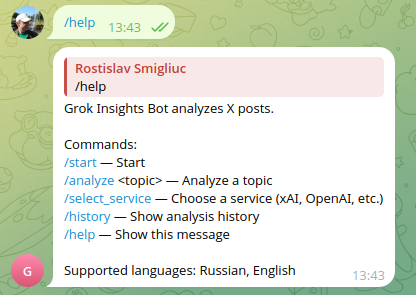 /help
13:43
Rostislav Smigliuc
/help
Grok Insights Bot analyzes X posts.
Commands:
/start — Start
/analyze <topic> — Analyze a topic
/select_service — Choose a service (xAI, OpenAI, etc.)
/history — Show analysis history
/help — Show this message
Supported languages: Russian, English
13:43
G